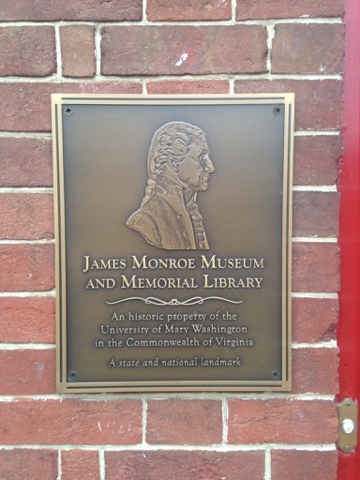 James Monroe Museum
and Memorial Library
An historic property of the
University of Mary Washington
in the Commonwealth of Virginia
A state and national landmark